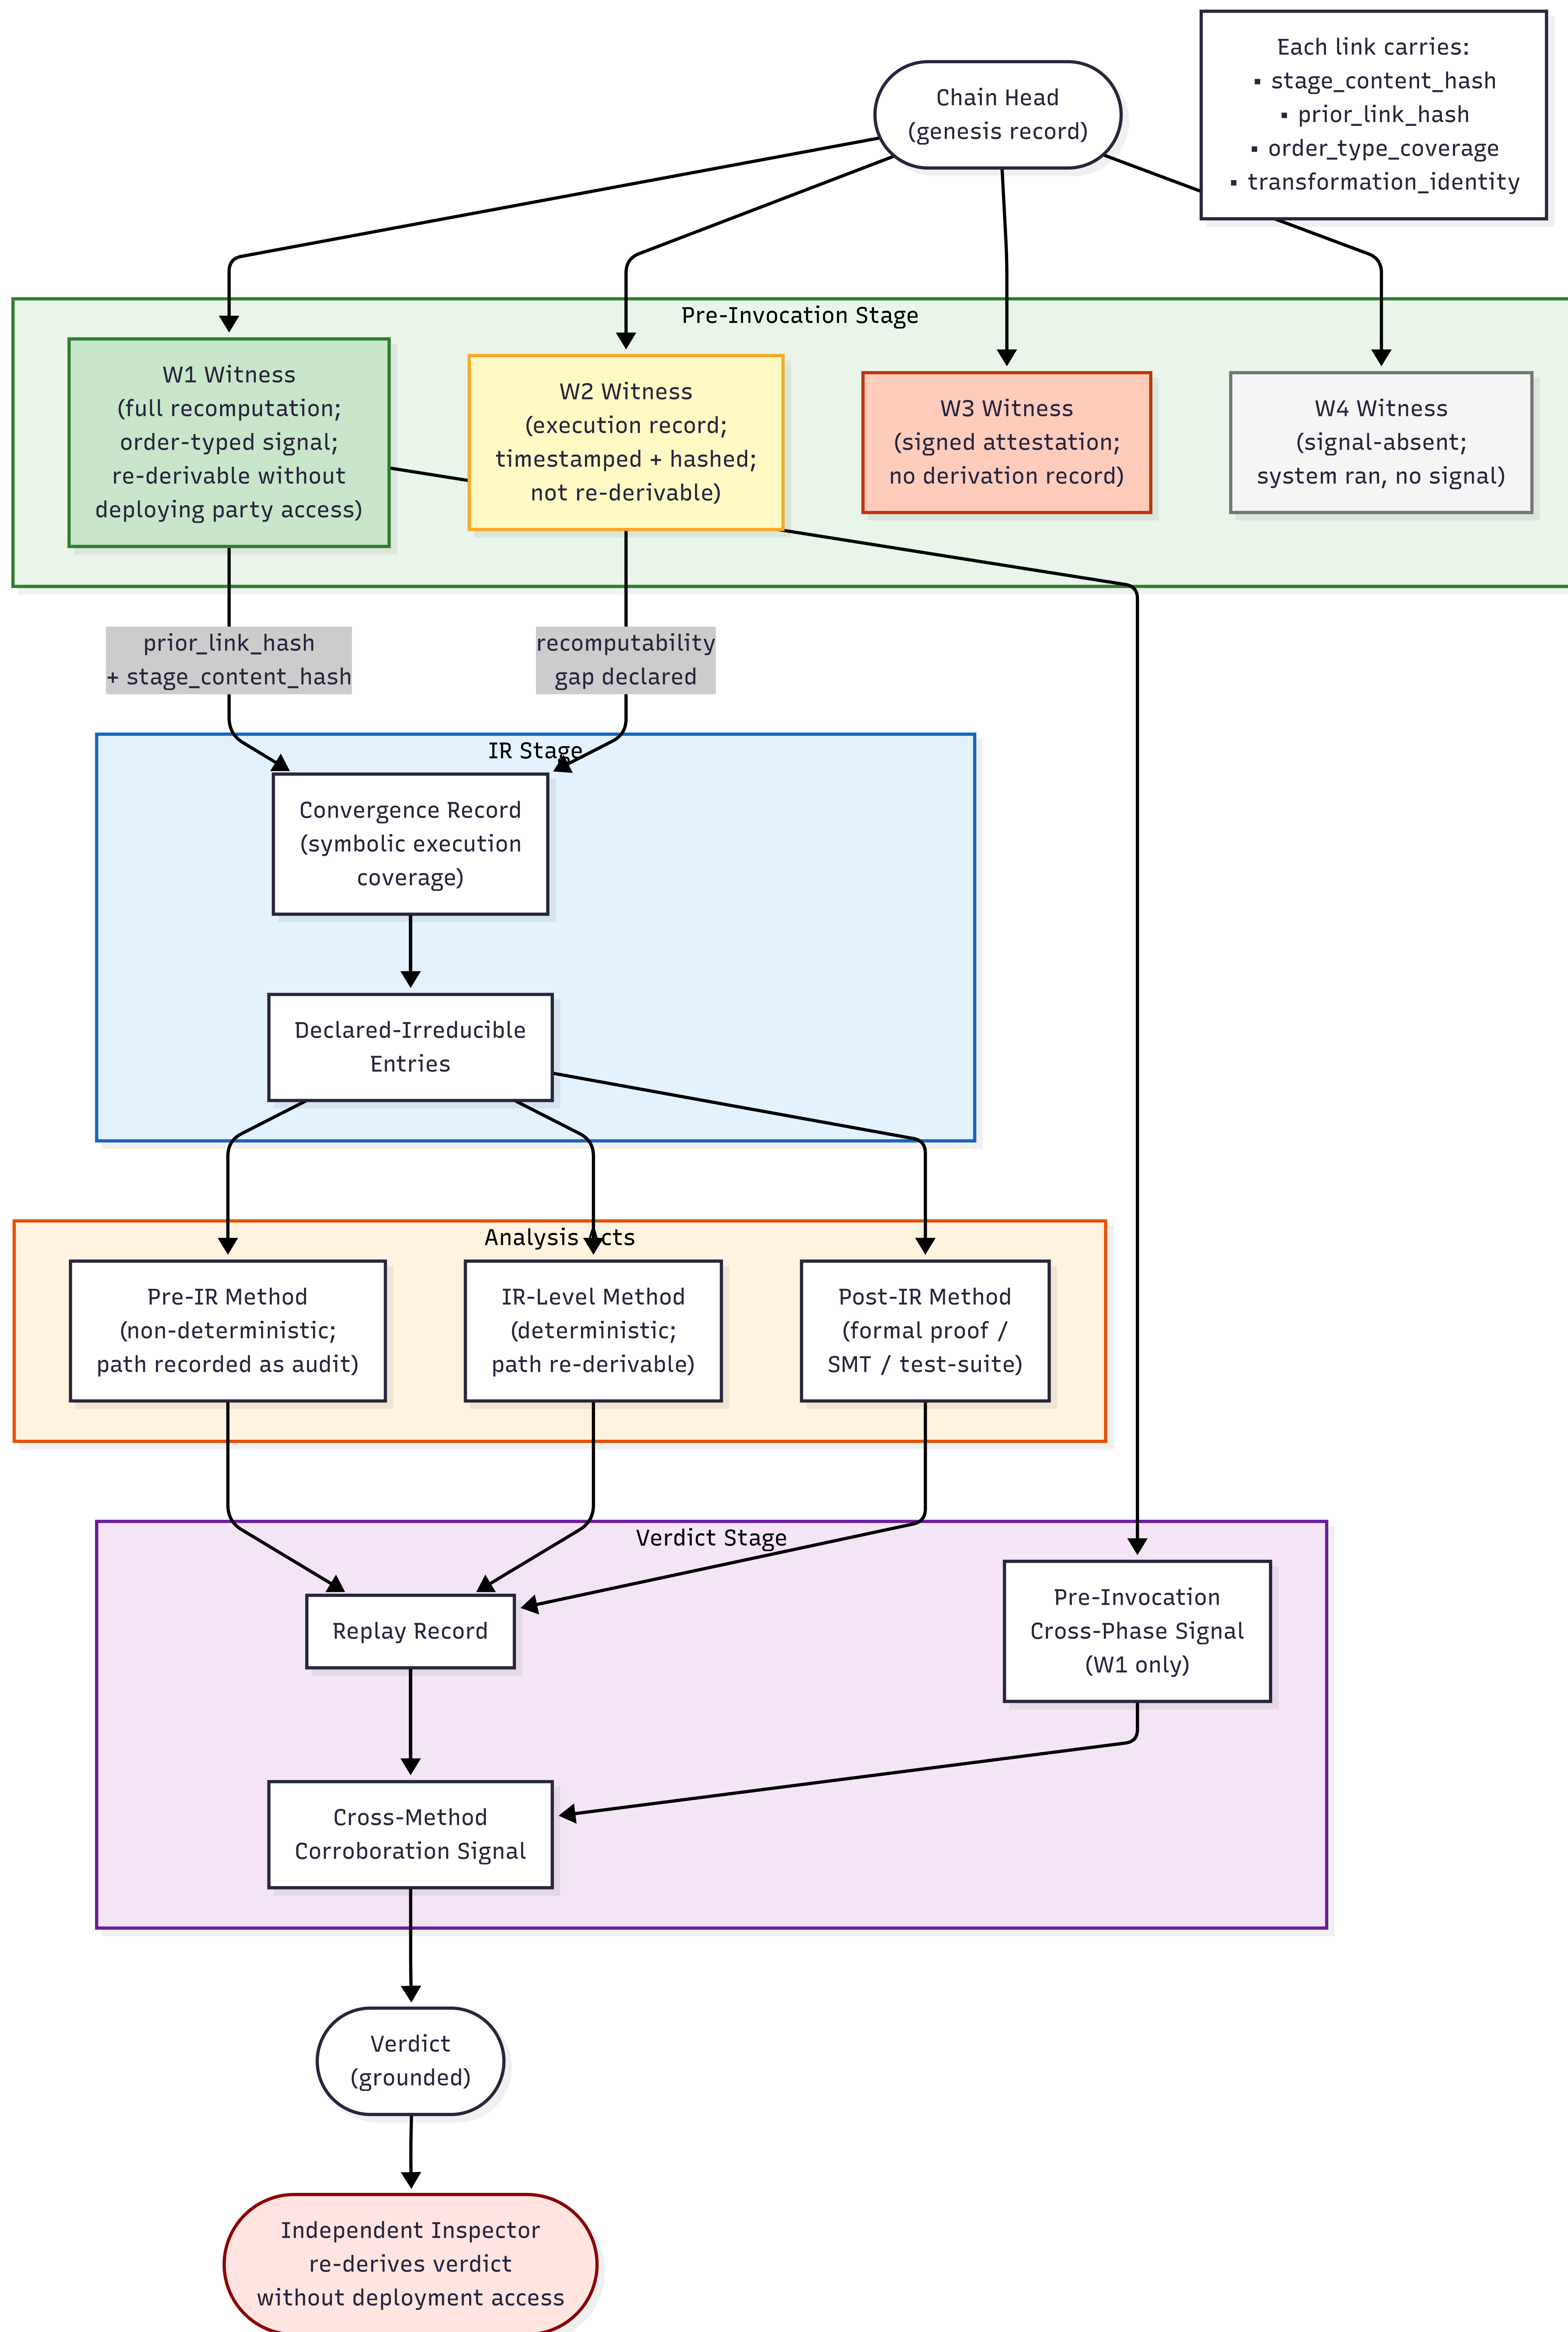 Each link carries:
▪ stage_content_hash
▪ prior_link_hash
▪ order_type_coverage
▪ transformation_identity
Chain Head
(genesis record)
Pre-Invocation Stage
W1 Witness
(full recomputation;
order-typed signal;
re-derivable without
deploying party access)
W2 Witness
(execution record;
timestamped + hashed;
not re-derivable)
W3 Witness
(signed attestation;
no derivation record)
W4 Witness
(signal-absent;
system ran, no signal)
prior_link_hash
+ stage_content_hash
recomputability
gap declared
IR Stage
Convergence Record
(symbolic execution
coverage)
Declared-Irreducible
Entries
Analysis Acts
Pre-IR Method
(non-deterministic;
path recorded as audit)
IR-Level Method
(deterministic;
path re-derivable)
Post-IR Method
(formal proof /
SMT / test-suite)
Verdict Stage
Replay Record
Pre-Invocation
Cross-Phase Signal
(W1 only)
Cross-Method
Corroboration Signal
Verdict
(grounded)
Independent Inspector
re-derives verdict
without deployment access